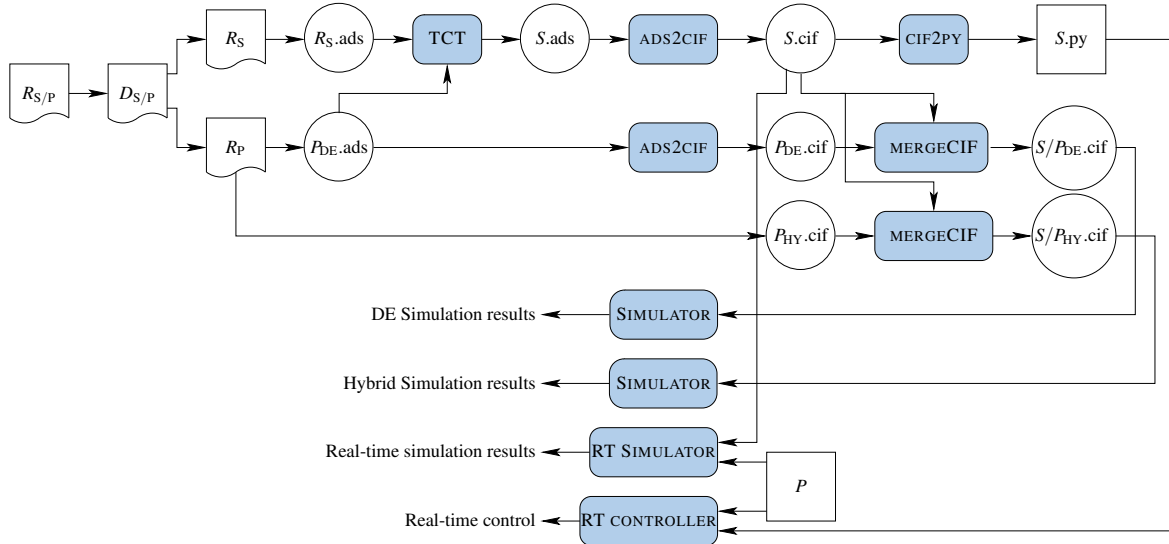 R_S R_S.ads TCT S.ads ADS2CIF S.cif CIF2PY S.py
R_S/P D_S/P
R_P P_DE.ads ADS2CIF P_DE.cif MERGECIF S/P_DE.cif
P_HY.cif MERGECIF S/P_HY.cif
DE Simulation results SIMULATOR
Hybrid Simulation results SIMULATOR
Real-time simulation results RT SIMULATOR
P
Real-time control RT CONTROLLER